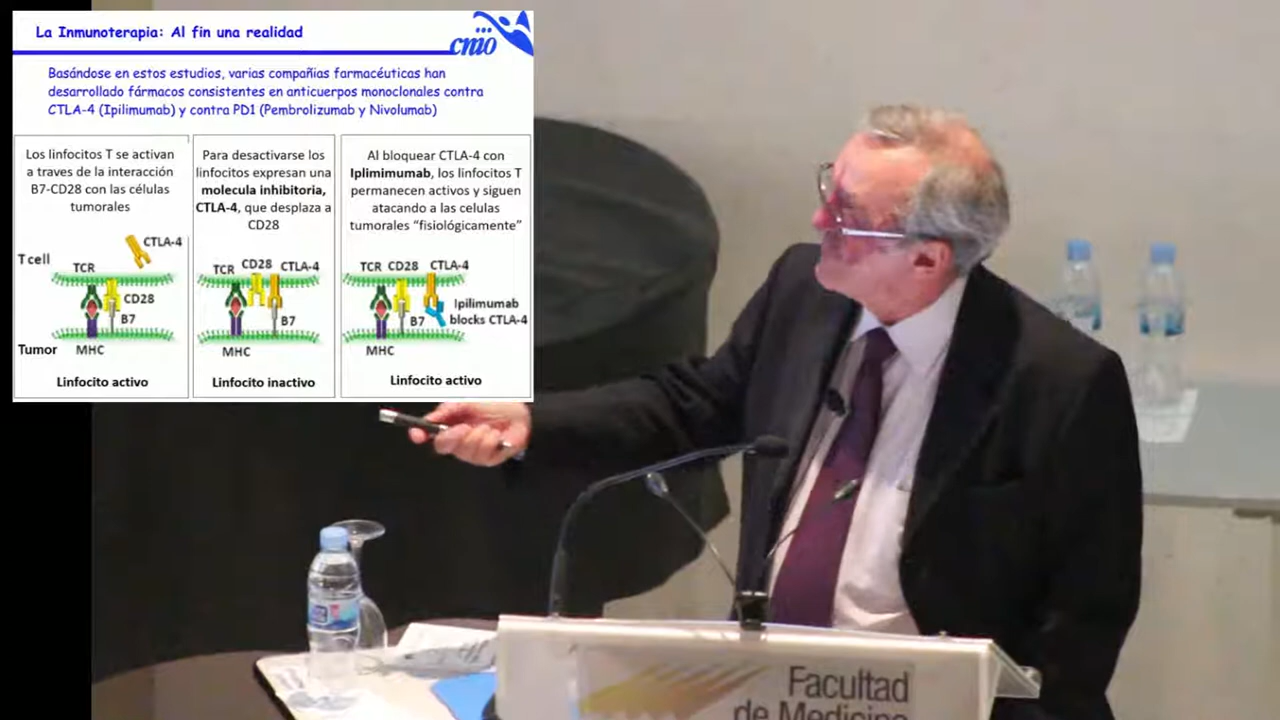 La Inmunoterapia: Al fin una realidad
cnio
Basándose en estos estudios, varias compañias farmacéuticas han
desarrollado fármacos consistentes en anticuerpos monoclonales contra
CTLA-4 (Ipilimumab) y contra PD1 (Pembrolizumab y Nivolumab)
Los linfocitos T se activan
a traves de la interacción
B7-CD28 con las células
tumorales
CTLA-4
T cell
TCR
CD28
B7
Tumor
MHC
Linfocito activo
Para desactivarse los
linfocitos expresan una
molecula inhibitoria,
CTLA-4, que desplaza a
CD28
TCR CD28 CTLA-4
B7
MHC
Linfocito inactivo
Al bloquear CTLA-4 con
Iplimimumab, los linfocitos T
permanecen activos y siguen
atacando a las celulas
tumorales “fisiológicamente”
TCR CD28 CTLA-4
Ipilimumab
B7 blocks CTLA-4
MHC
Linfocito activo
Facultad
de Medicina